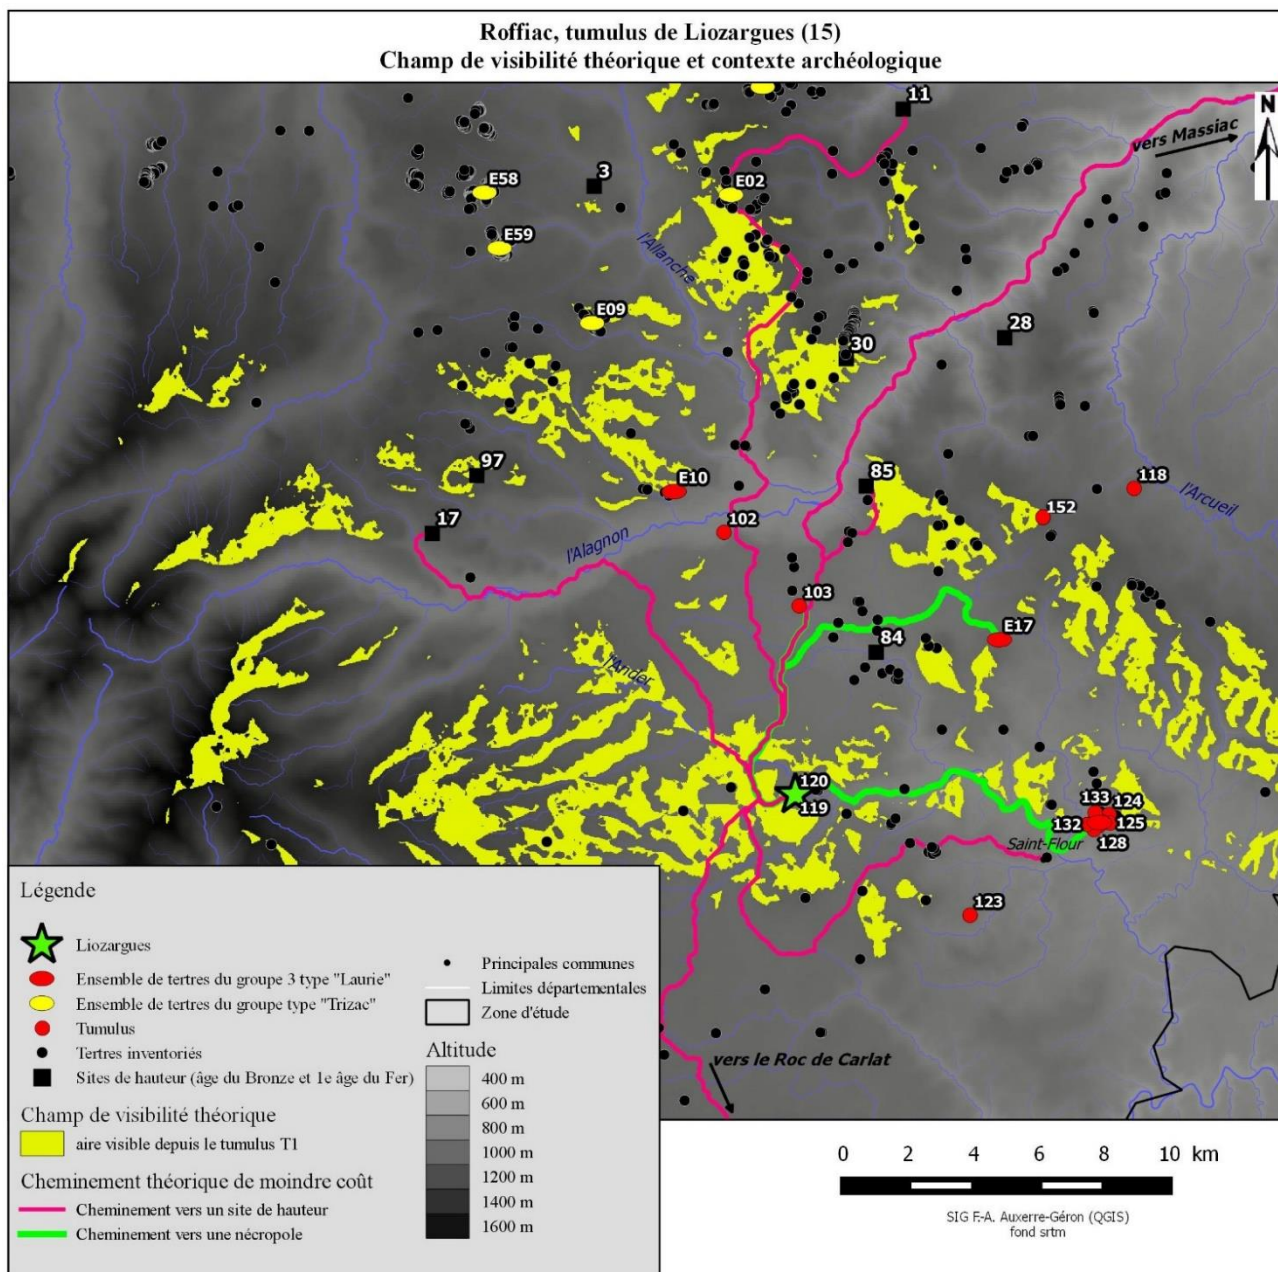 Roffiac, tumulus de Liozargues (15)
Champ de visibilité théorique et contexte archéologique
11
N
vers Massiac
E58
3
E02
E59
l'Allanche
E09
28
30
97
85
E10
118
152
l'Arcueil
17
102
l'Alagnon
103
E17
84
l'Ander
120
119
133
124
132
125
128
Saint-Flour
123
vers le Roc de Carlat
Légende
Liozargues
Ensemble de tertres du groupe 3 type "Laurie"
Ensemble de tertres du groupe type "Trizac"
Tumulus
Tertres inventoriés
Sites de hauteur (âge du Bronze et 1e âge du Fer)
Champ de visibilité théorique
aire visible depuis le tumulus T1
Cheminement théorique de moindre coût
Cheminement vers un site de hauteur
Cheminement vers une nécropole
Principales communes
Limites départementales
Zone d'étude
Altitude
400 m
600 m
800 m
1000 m
1200 m
1400 m
1600 m
0 2 4 6 8 10 km
SIG F.-A. Auxerre-Géron (QGIS)
fond srtm